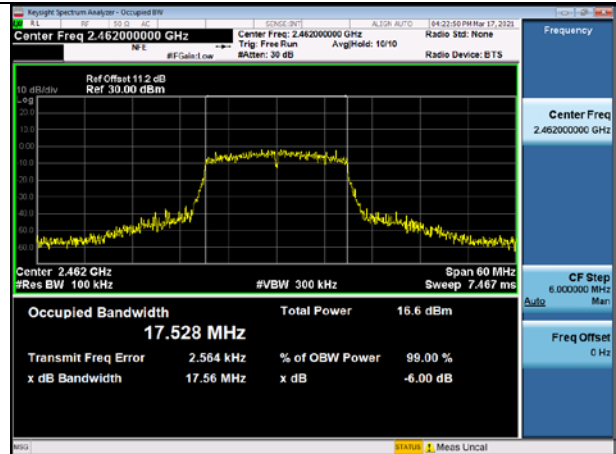 Keysight Spectrum Analyzer - Occupied BW
RL RF 50 Ω AC SENSE:INT ALIGN AUTO 04:22:50 PM Mar 17, 2021
Center Freq 2.462000000 GHz Center Freq: 2.462000000 GHz Radio Std: None Frequency
NFE Trig: Free Run Avg|Hold: 10/10
#IFGain:Low #Atten: 30 dB Radio Device: BTS
Ref Offset 11.2 dB
10 dB/div Ref 30.00 dBm
Log
20.0
10.0
0.00
-10.0
-20.0
-30.0
-40.0
-50.0
-60.0
Center Freq
2.462000000 GHz
Center 2.462 GHz Span 60 MHz
#Res BW 100 kHz #VBW 300 kHz Sweep 7.467 ms
CF Step
6.000000 MHz
Auto Man
Occupied Bandwidth Total Power 16.6 dBm
17.528 MHz
Freq Offset
0 Hz
Transmit Freq Error 2.564 kHz % of OBW Power 99.00 %
x dB Bandwidth 17.56 MHz x dB -6.00 dB
MSG STATUS Meas Uncal